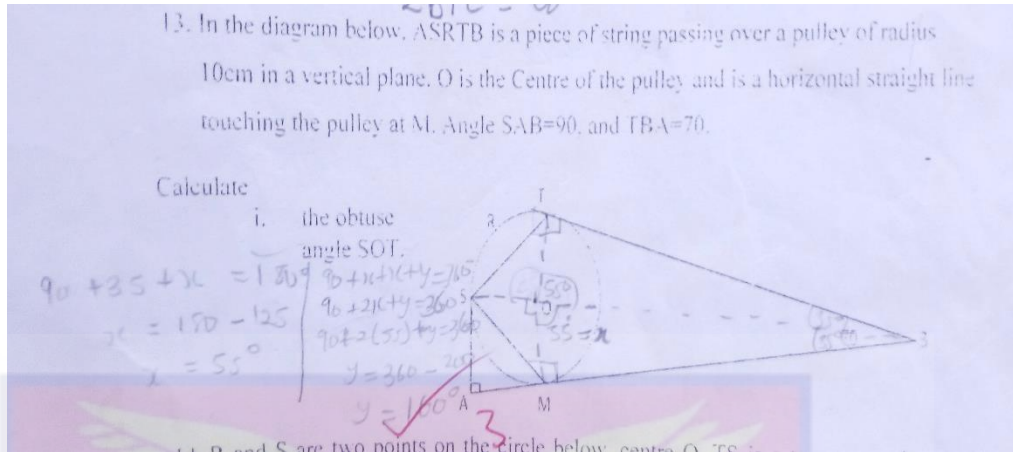 13. In the diagram below, ASRTB is a piece of string passing over a pulley of radius
10cm in a vertical plane. O is the Centre of the pulley and is a horizontal straight line
touching the pulley at M. Angle SAB=90, and TBA=70.
Calculate
i. the obtuse
angle SOT.
90 + 35 + x = 180
x = 180 - 125
x = 55°
90+x+x+y=360
90+2x+y=360
90+2(55)+y=360
y=360-200
y=160°
3
T
R
S
55°
O
55=x
35°
B
A
M
are two points on the circle below, centre O.